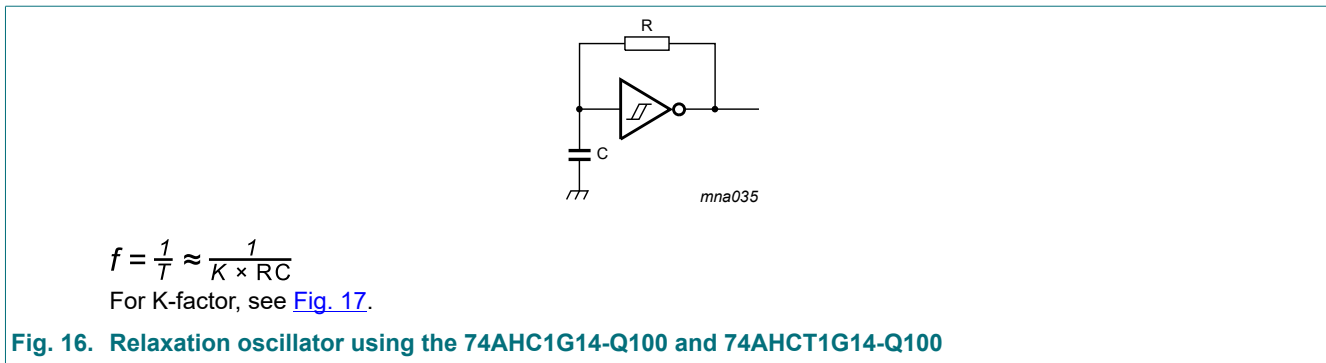 R
C
mna035
f = 1/T ≈ 1/(K × RC)
For K-factor, see Fig. 17.
Fig. 16. Relaxation oscillator using the 74AHC1G14-Q100 and 74AHCT1G14-Q100